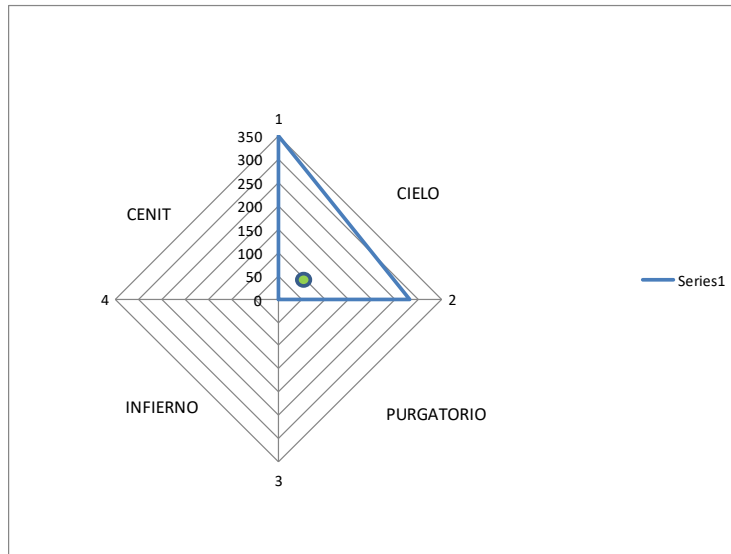 1
350
300
250
200
150
100
50
0
CIELO
CENIT
4
2
Series1
INFIERNO
PURGATORIO
3